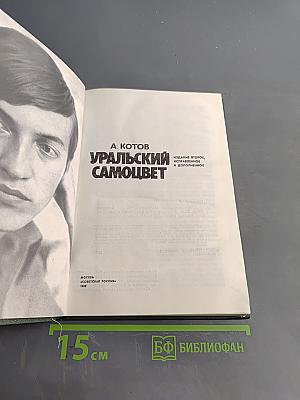 А. КОТОВ
УРАЛЬСКИЙ
САМОЦВЕТ
ИЗДАНИЕ ВТОРОЕ,
ИСПРАВЛЕННОЕ
И ДОПОЛНЕННОЕ
МОСКВА
«СОВЕТСКАЯ РОССИЯ»
15 см
БФ БИБЛИОФАН